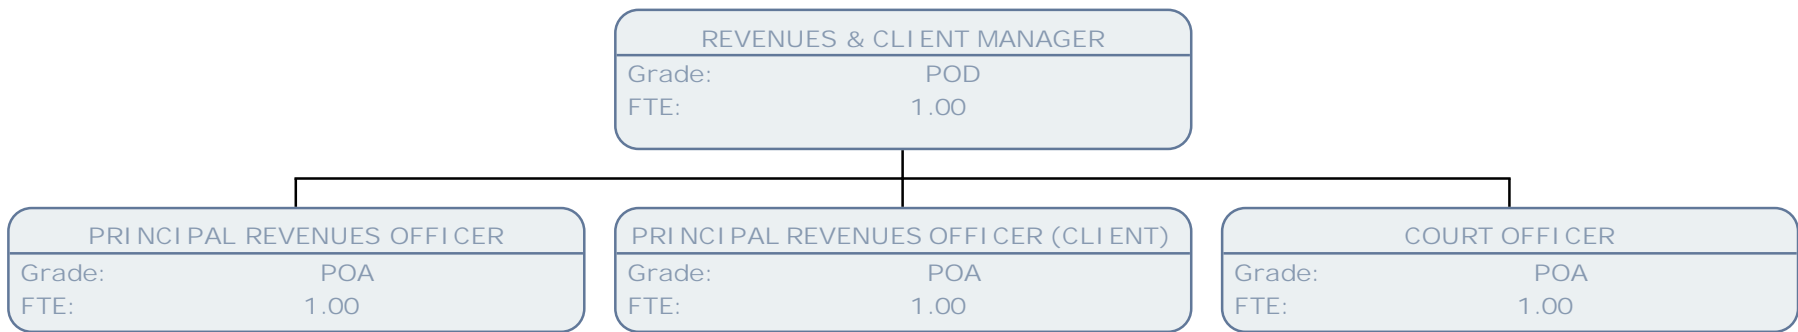 REVENUES & CLIENT MANAGER
Grade: POD
FTE: 1.00
PRINCIPAL REVENUES OFFICER
Grade: POA
FTE: 1.00
PRINCIPAL REVENUES OFFICER (CLIENT)
Grade: POA
FTE: 1.00
COURT OFFICER
Grade: POA
FTE: 1.00